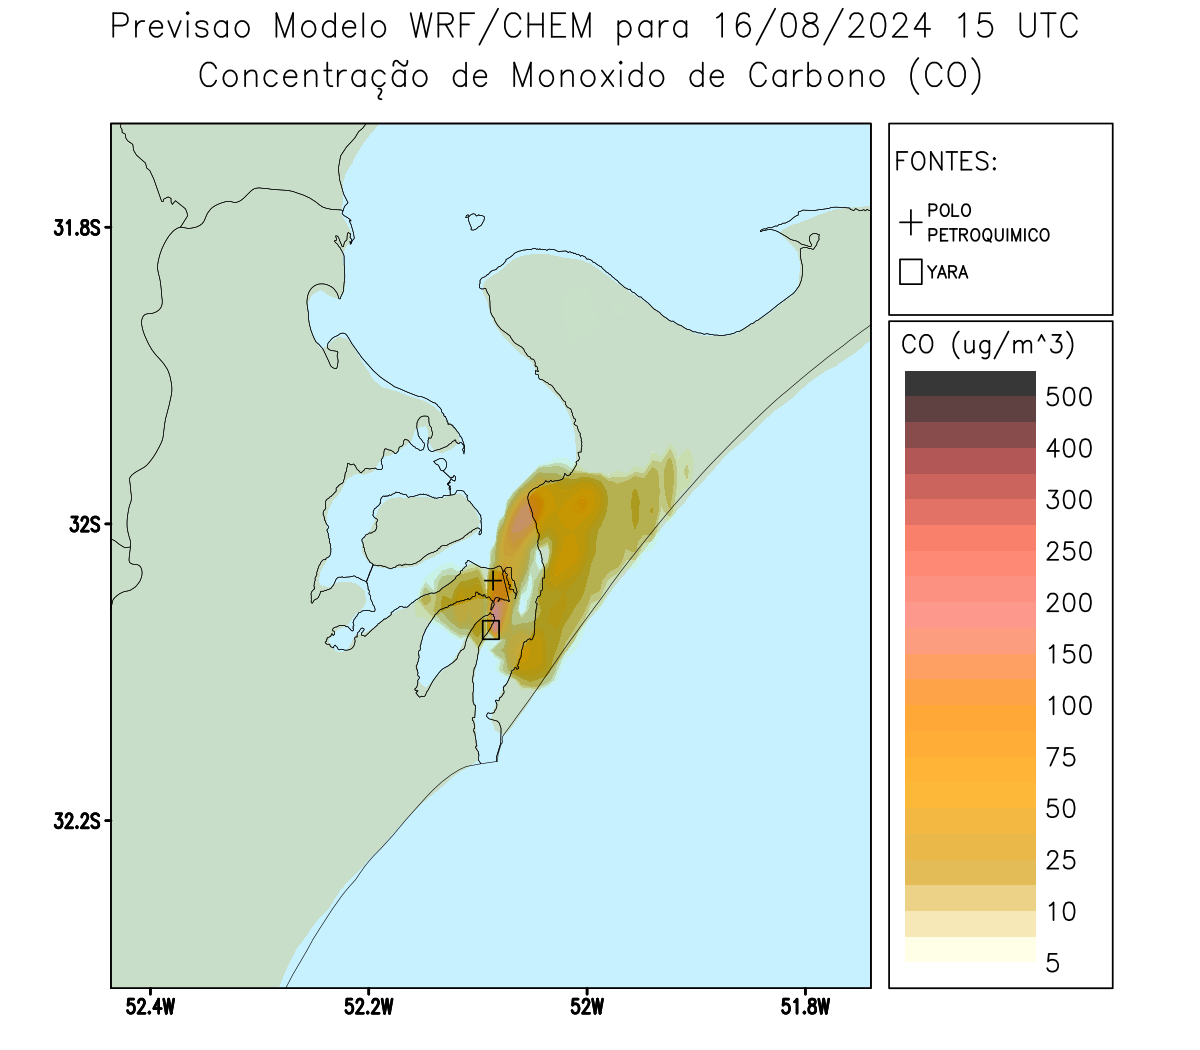 Previsao Modelo WRF/CHEM para 16/08/2024 15 UTC
Concentração de Monoxido de Carbono (CO)
FONTES:
POLO
PETROQUIMICO
YARA
CO (ug/m^3)
500
400
300
250
200
150
100
75
50
25
10
5
31.8S
32S
32.2S
52.4W
52.2W
52W
51.8W